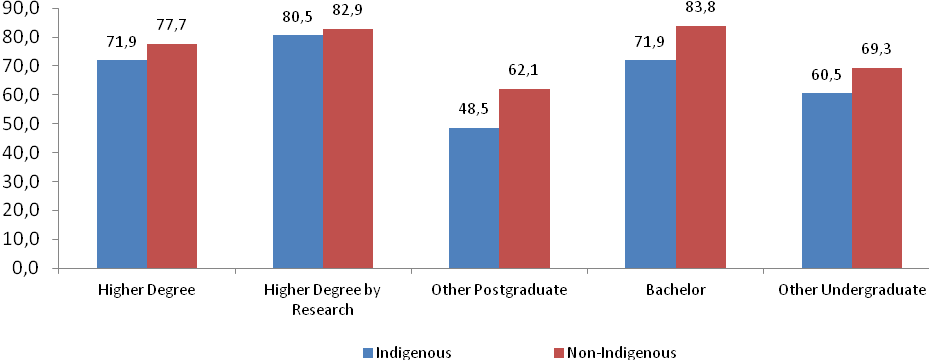 90,0
80,0
70,0
60,0
50,0
40,0
30,0
20,0
10,0
0,0
71,9
77,7
80,5
82,9
48,5
62,1
71,9
83,8
60,5
69,3
Higher Degree
Higher Degree by
Research
Other Postgraduate
Bachelor
Other Undergraduate
Indigenous
Non-Indigenous